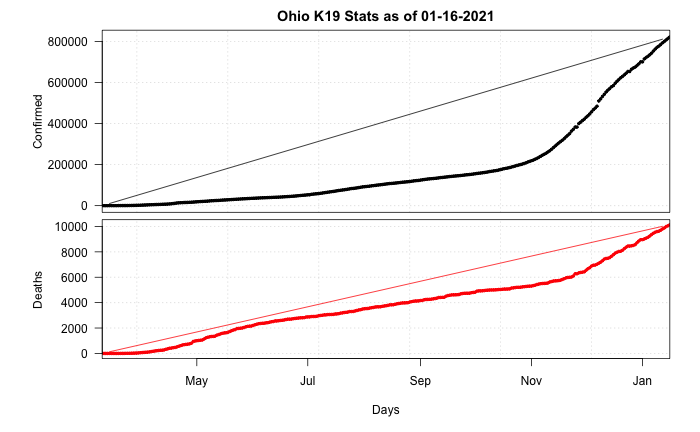 Ohio K19 Stats as of 01-16-2021
800000
600000
400000
200000
0
Confirmed
10000
8000
6000
4000
2000
0
Deaths
May Jul Sep Nov Jan
Days